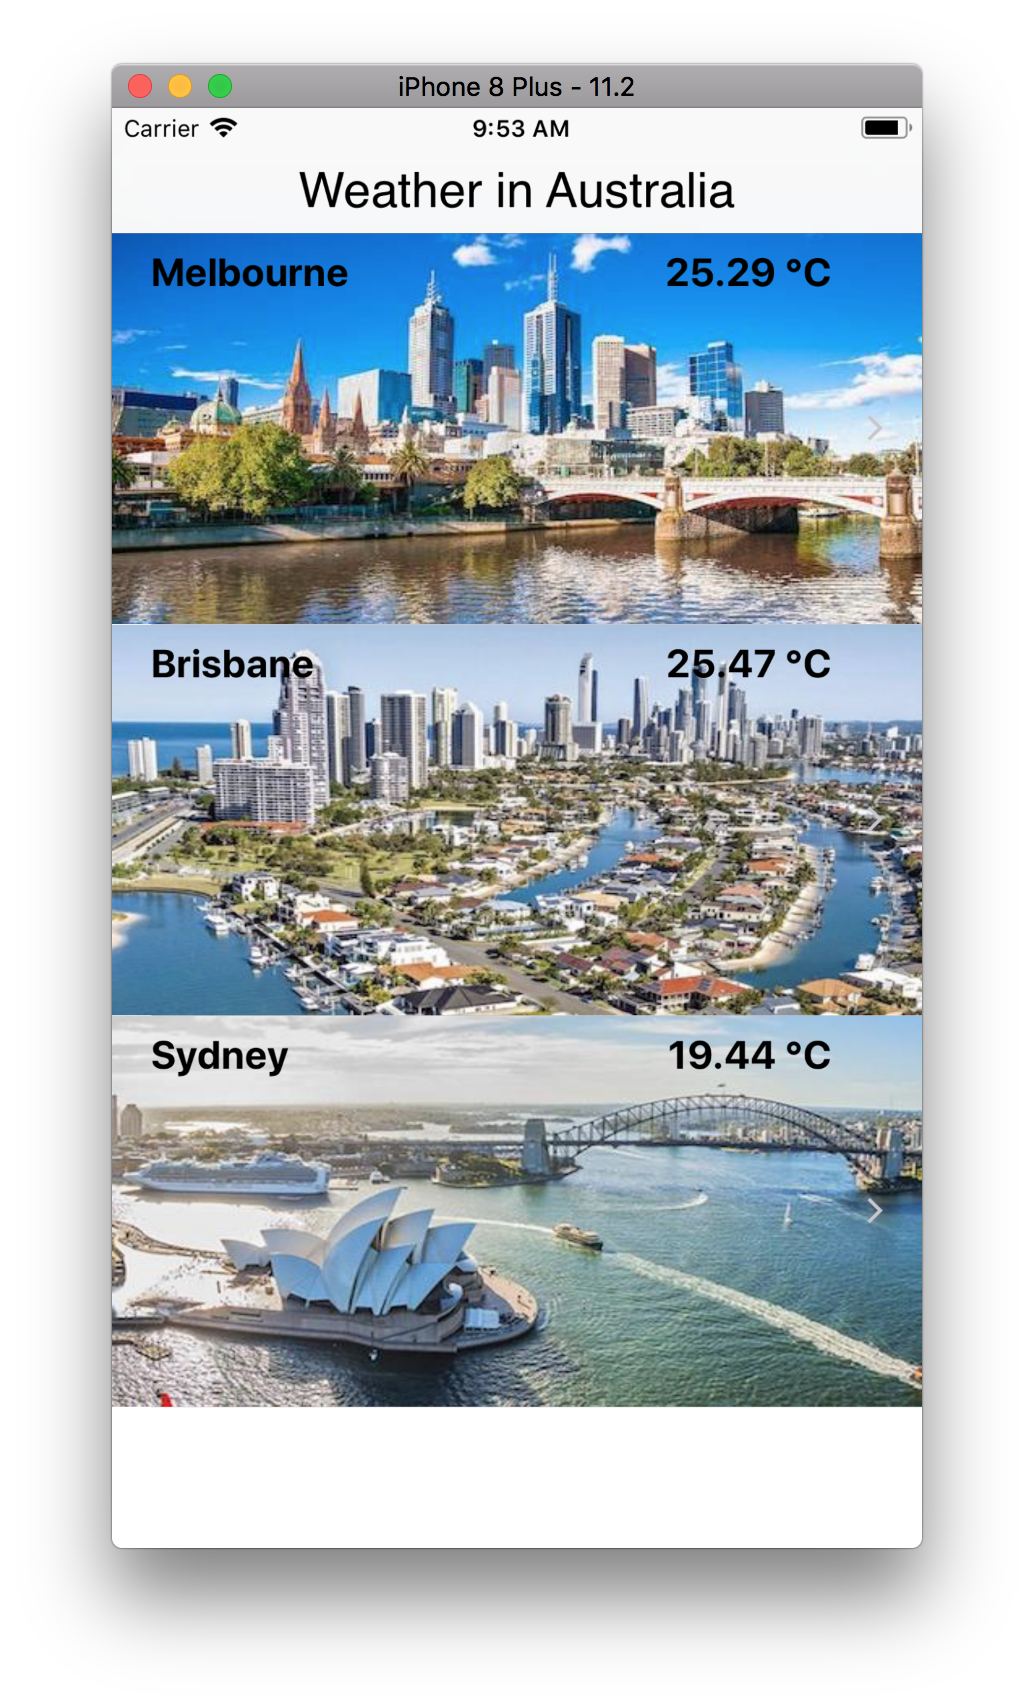 iPhone 8 Plus - 11.2
Carrier 9:53 AM
Weather in Australia
Melbourne 25.29 °C
Brisbane 25.47 °C
Sydney 19.44 °C